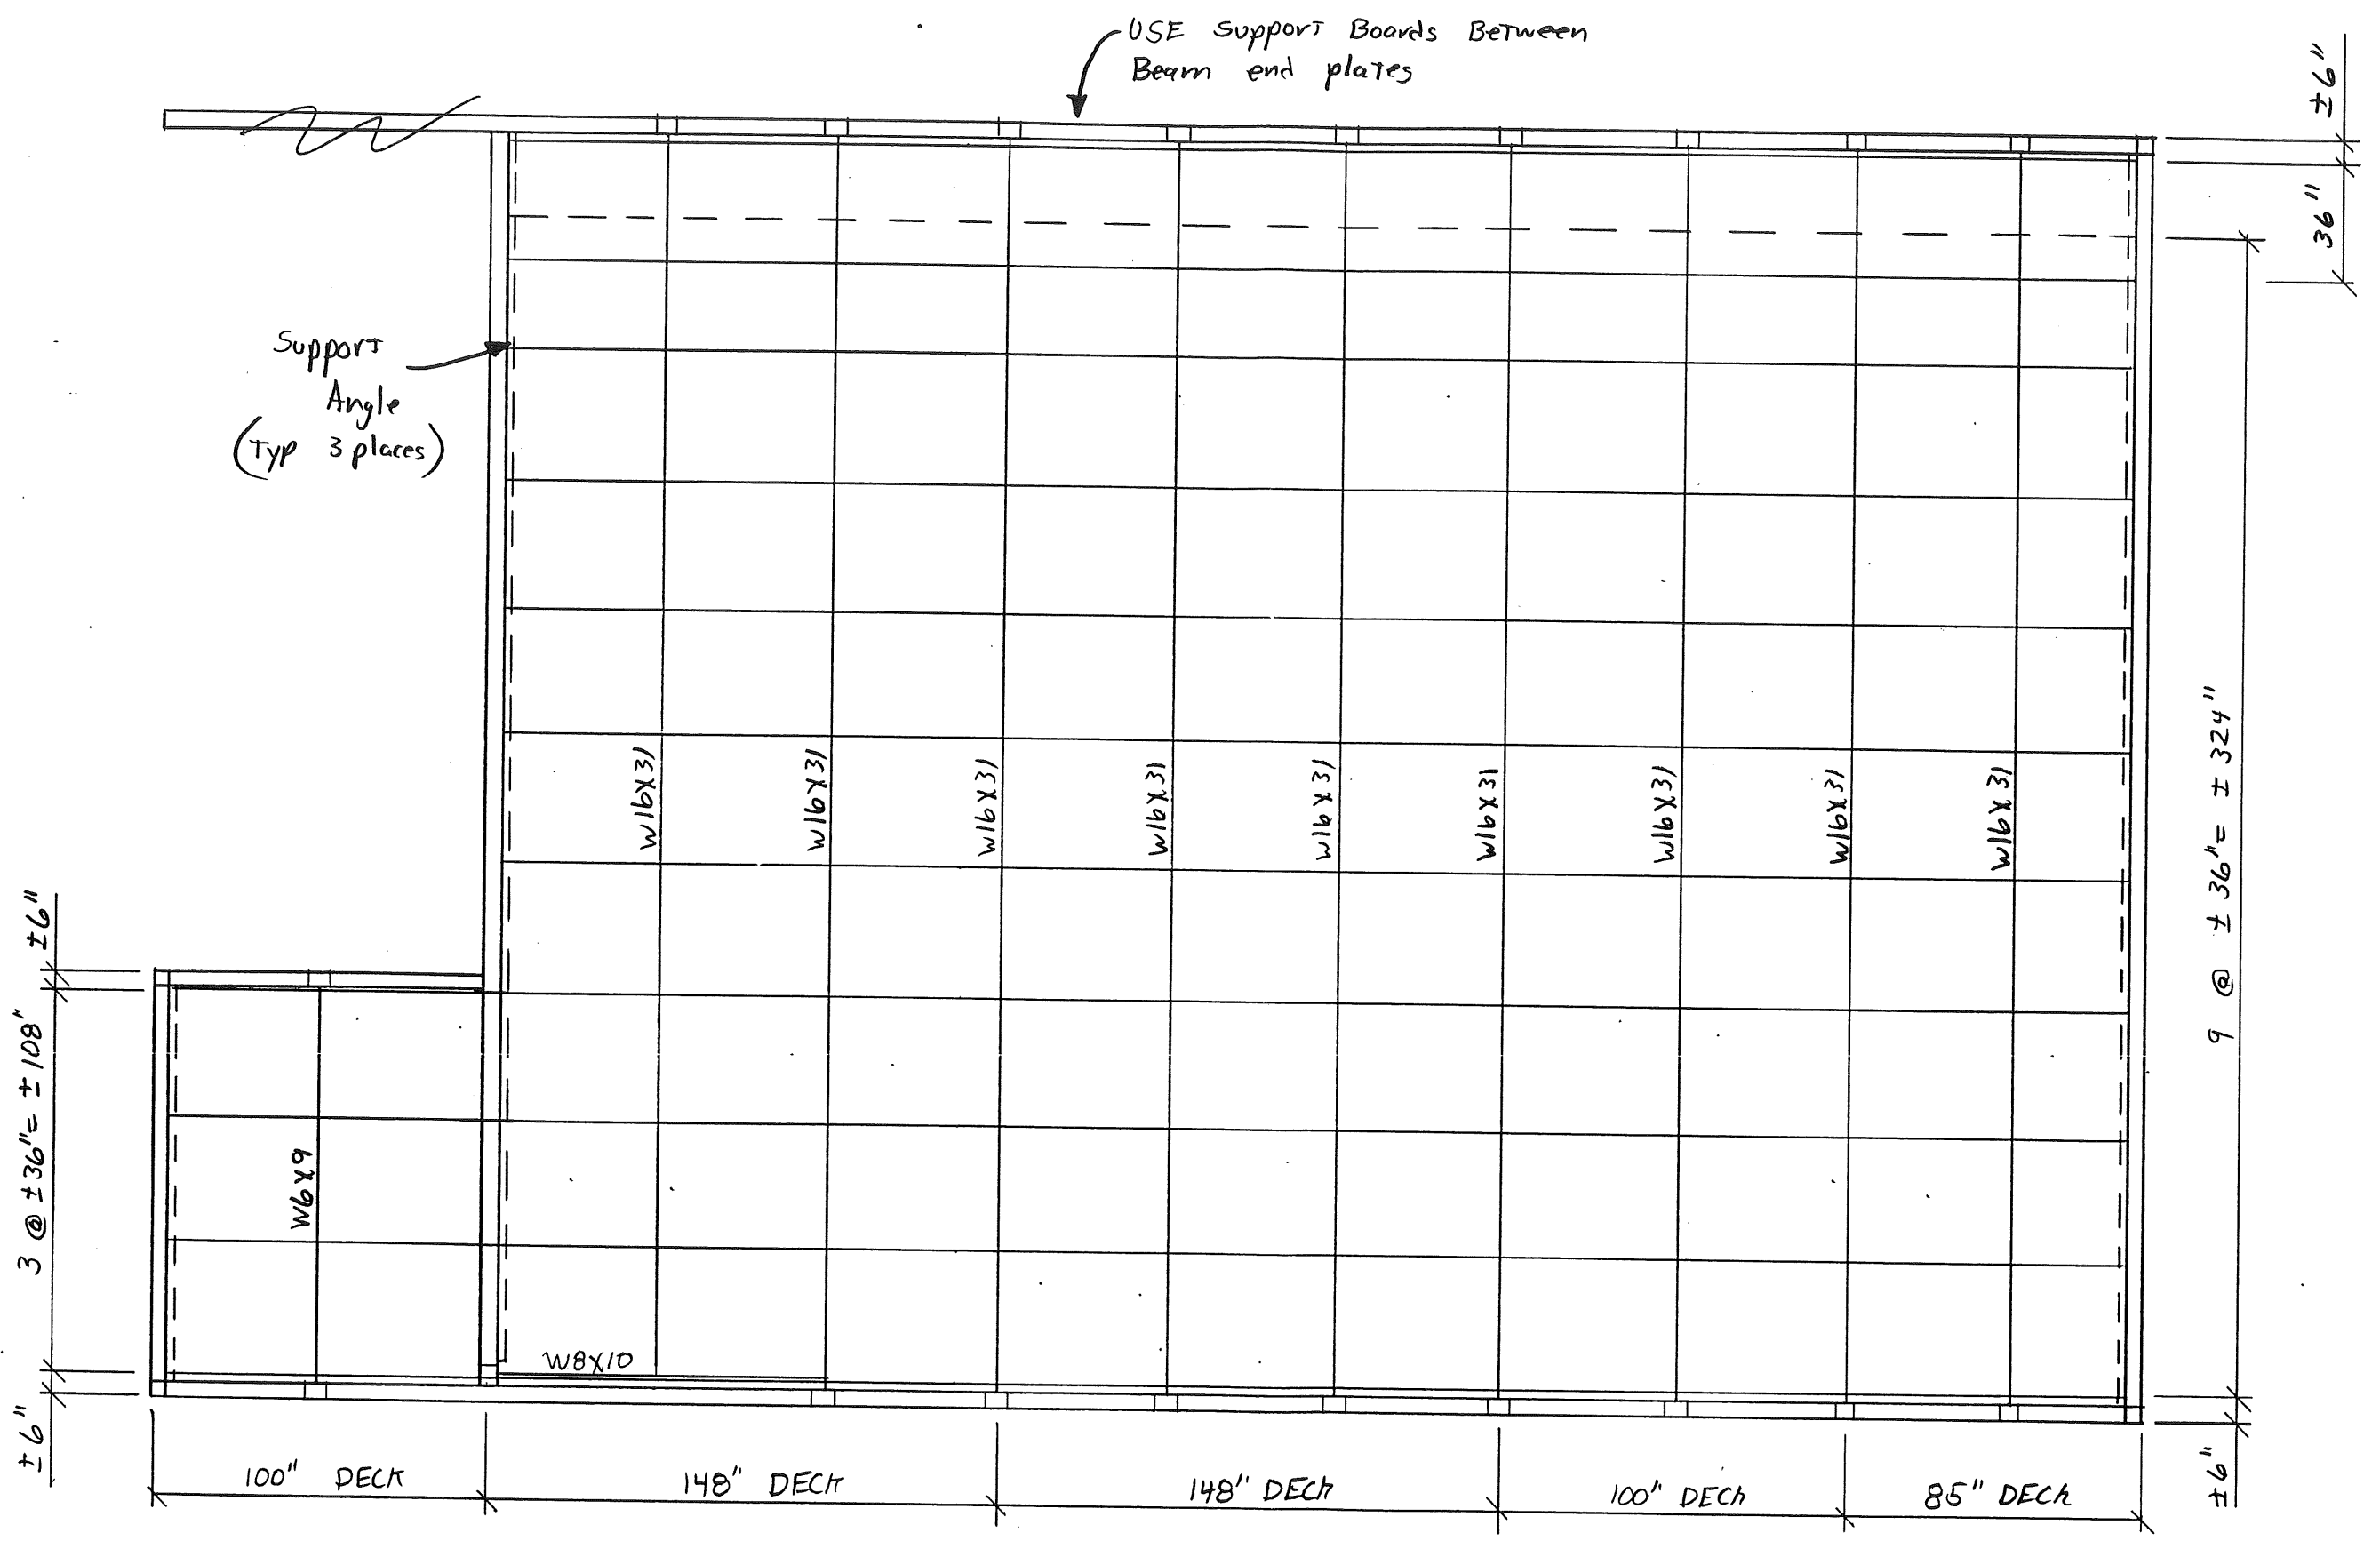 USE Support Boards Between
Beam end plates
±6"
36"
Support
Angle
(Typ 3 places)
W16X31
W16X31
W16X31
W16X31
W16X31
W16X31
W16X31
W16X31
W16X31
9 @ ±36"= ±324"
±6"
3 @ ±36"= ±108"
W6X9
W8X10
±6"
±6"
100" DECK
148" DECK
148" DECK
100" DECK
85" DECK